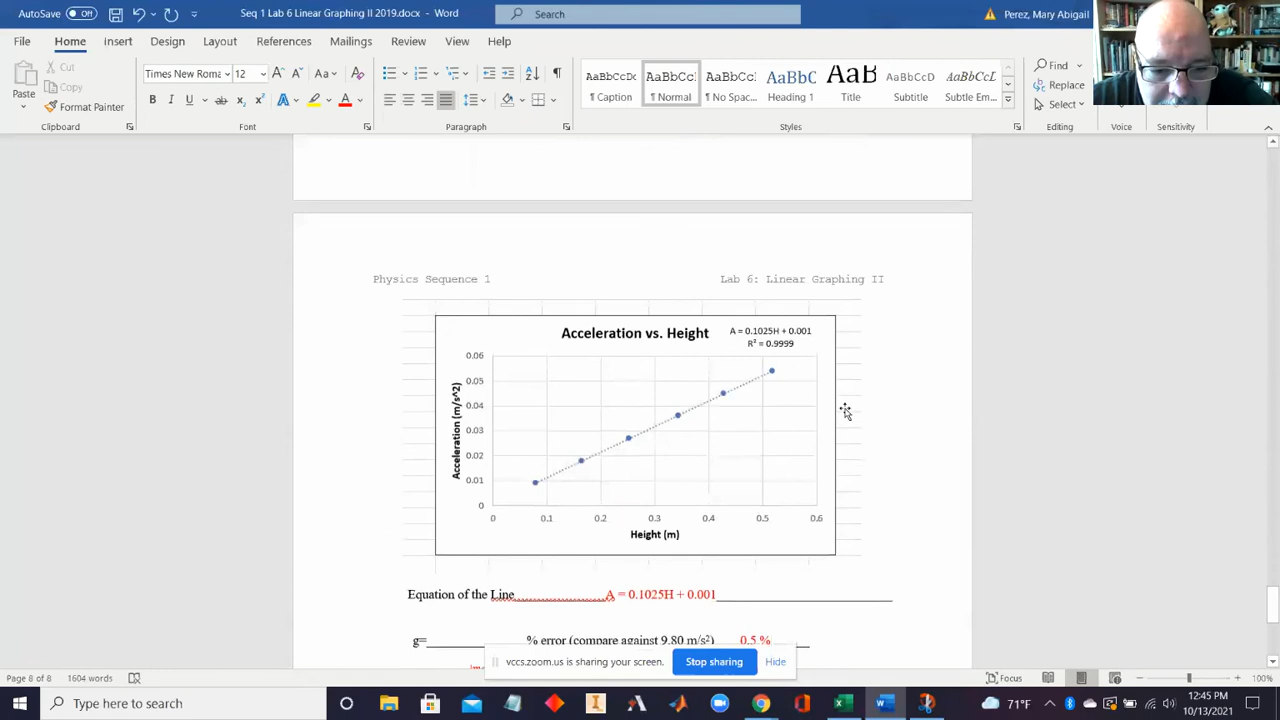 AutoSave Off Seq 1 Lab 6 Linear Graphing II 2019.docx - Word Search Perez, Mary Abigail
File Home Insert Design Layout References Mailings Review View Help
Paste Cut Copy Format Painter
Times New Roma 12
AaBbCcDc AaBbCc AaBbCc AaBbC AaB AaBbCcD AaBbCcD
¶ Caption ¶ Normal ¶ No Spac... Heading 1 Title Subtitle Subtle Em...
Find Replace Select
Clipboard Font Paragraph Styles Editing Voice Sensitivity
Physics Sequence 1 Lab 6: Linear Graphing II
Acceleration vs. Height
A = 0.1025H + 0.001
R² = 0.9999
Acceleration (m/s^2)
0.06
0.05
0.04
0.03
0.02
0.01
0
0 0.1 0.2 0.3 0.4 0.5 0.6
Height (m)
Equation of the Line A = 0.1025H + 0.001
g= % error (compare against 9.80 m/s²) 0.5 %
vccs.zoom.us is sharing your screen. Stop sharing Hide
Page 8 of 8 1604 words Focus 100%
Type here to search 71°F 12:45 PM
10/13/2021